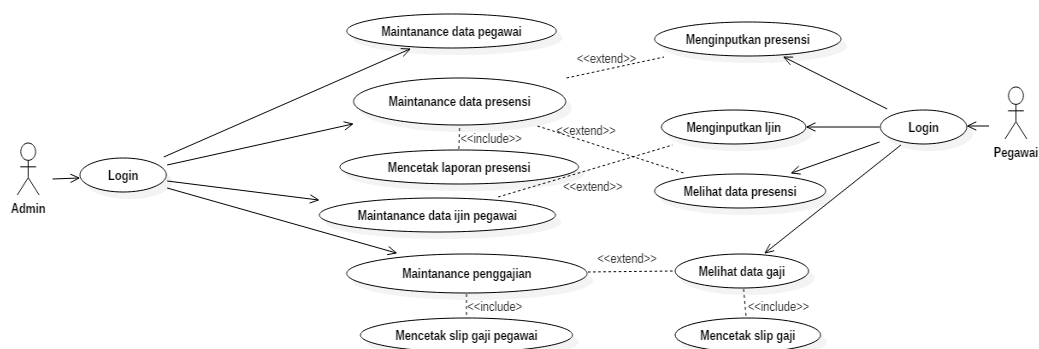 Maintanance data pegawai
Menginputkan presensi
<<extend>>
Maintanance data presensi
Menginputkan Ijin
Login
<<include>>
<<extend>>
Pegawai
Mencetak laporan presensi
Login
<<extend>>
Melihat data presensi
Admin
Maintanance data ijin pegawai
<<extend>>
Maintanance penggajian
Melihat data gaji
<<include>
<<include>>
Mencetak slip gaji pegawai
Mencetak slip gaji